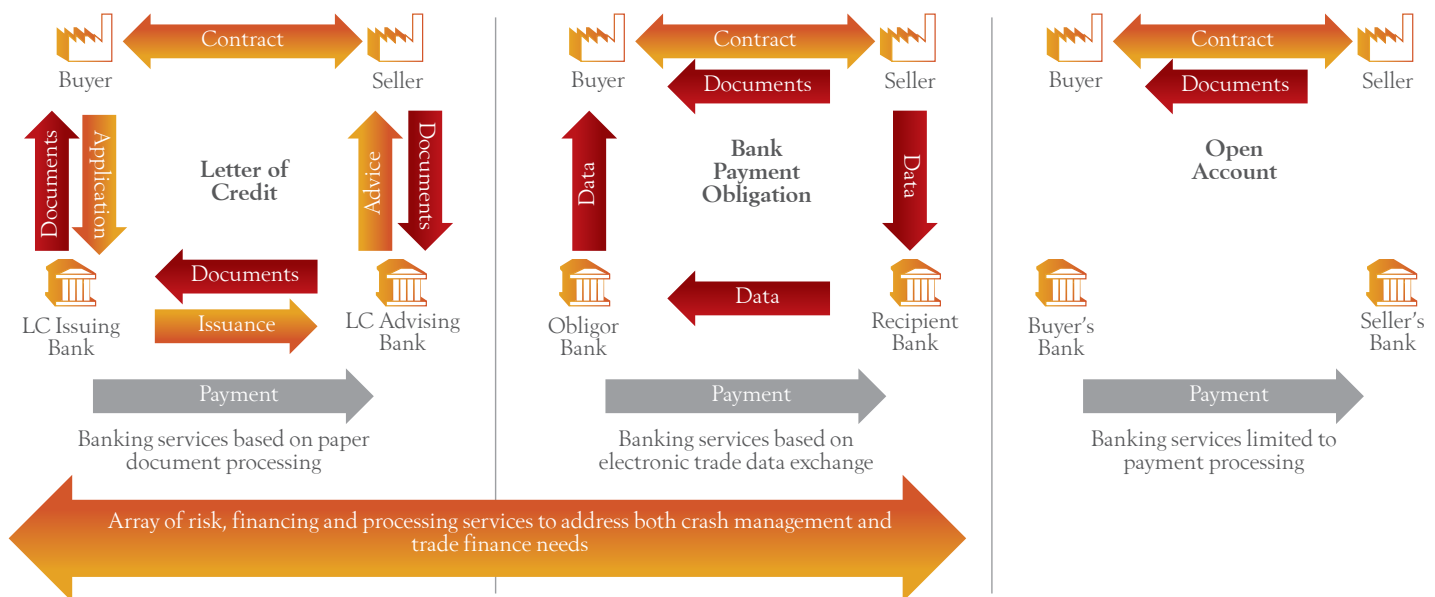 Contract
Buyer
Seller
Documents
Application
Letter of
Credit
Advice
Documents
Documents
Issuance
LC Issuing
Bank
LC Advising
Bank
Payment
Banking services based on paper
document processing
Contract
Documents
Buyer
Seller
Data
Bank
Payment
Obligation
Data
Data
Obligor
Bank
Recipient
Bank
Payment
Banking services based on
electronic trade data exchange
Contract
Documents
Buyer
Seller
Open
Account
Buyer's
Bank
Seller's
Bank
Payment
Banking services limited to
payment processing
Array of risk, financing and processing services to address both crash management and
trade finance needs